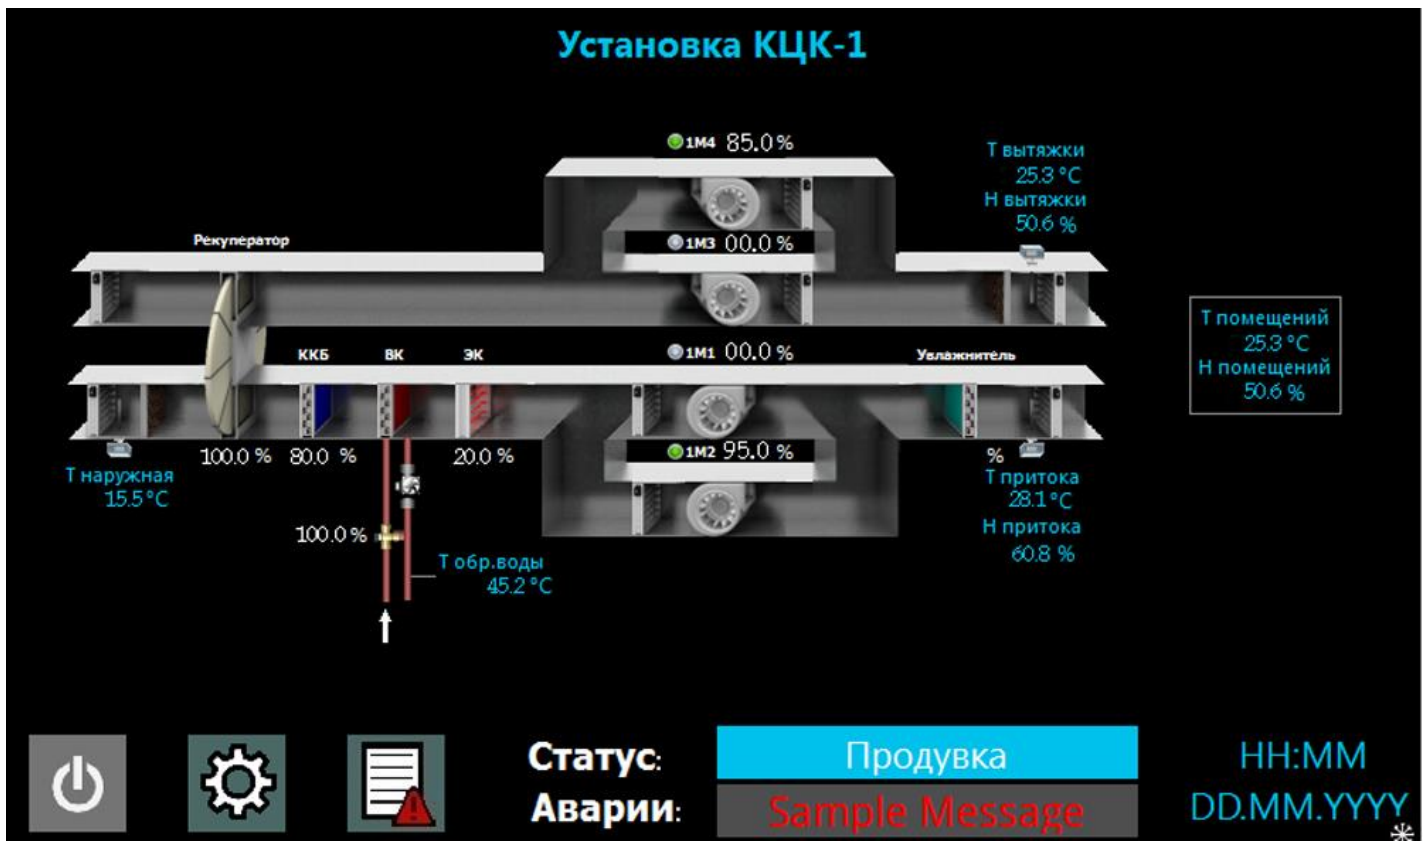 Установка КЦК-1
1М4 85.0 %
Т вытяжки
25.3 °C
Н вытяжки
50.6 %
Рекуператор
1М3 00.0 %
Т помещений
25.3 °C
Н помещений
50.6 %
ККБ ВК ЭК
1М1 00.0 %
Увлажнитель
100.0 % 80.0 % 20.0 %
1М2 95.0 %
%
Т наружная
15.5 °C
Т притока
28.1 °C
Н притока
60.8 %
100.0 %
Т обр.воды
45.2 °C
Статус: Продувка
HH:MM
Аварии: Sample Message
DD.MM.YYYY